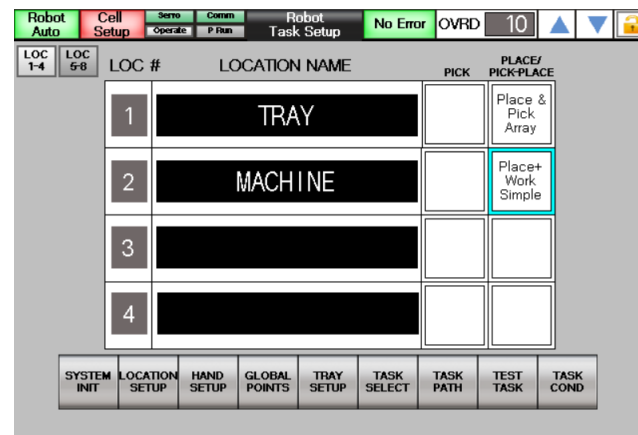 Robot
Auto
Cell
Setup
Servo
Operate
Comm
P Run
Robot
Task Setup
No Error
OVRD
10
LOC
1-4
LOC
5-8
LOC #
LOCATION NAME
PICK
PLACE/
PICK-PLACE
1
TRAY
Place &
Pick
Array
2
MACHINE
Place+
Work
Simple
3
4
SYSTEM
INIT
LOCATION
SETUP
HAND
SETUP
GLOBAL
POINTS
TRAY
SETUP
TASK
SELECT
TASK
PATH
TEST
TASK
TASK
COND